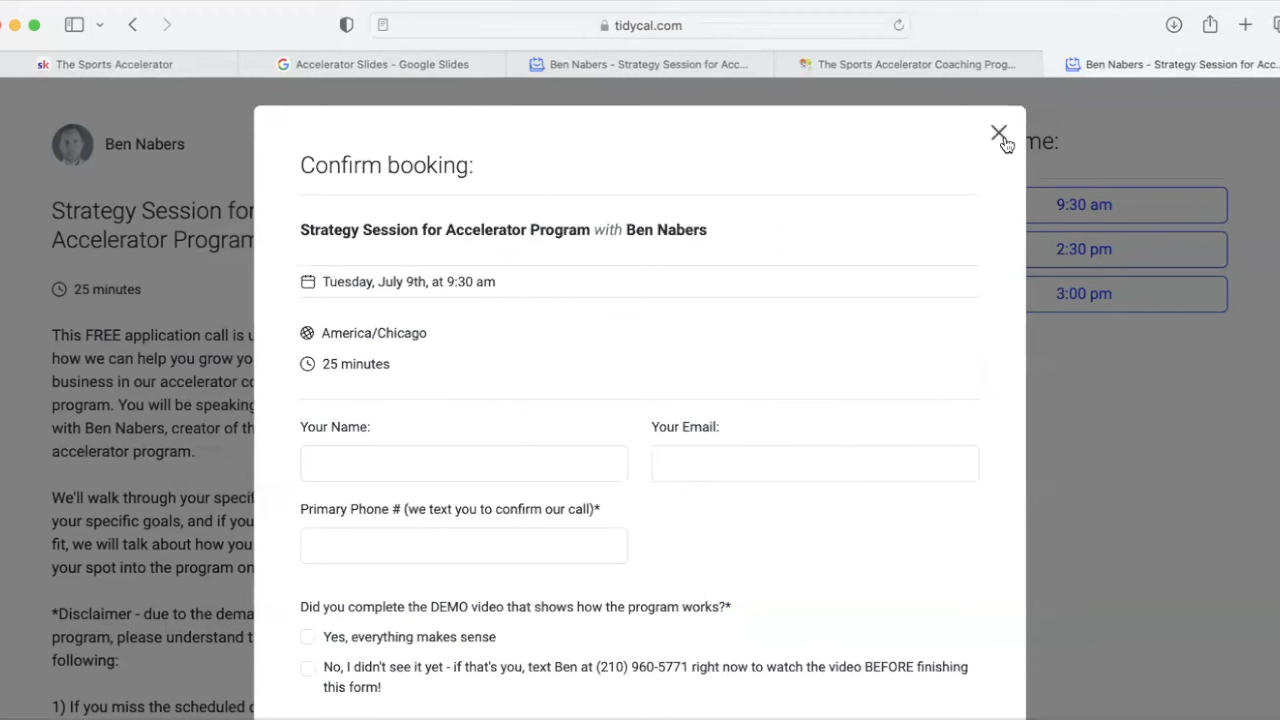 tidycal.com
sk The Sports Accelerator
Accelerator Slides - Google Slides
Ben Nabers - Strategy Session for Acc...
The Sports Accelerator Coaching Prog...
Ben Nabers - Strategy Session for Acc..
Ben Nabers
Strategy Session for
Accelerator Program
25 minutes
This FREE application call is u
how we can help you grow yo
business in our accelerator co
program. You will be speaking
with Ben Nabers, creator of th
accelerator program.
We'll walk through your specif
your specific goals, and if you
fit, we will talk about how you
your spot into the program on
*Disclaimer - due to the dema
program, please understand t
following:
1) If you miss the scheduled c
Confirm booking:
Strategy Session for Accelerator Program with Ben Nabers
Tuesday, July 9th, at 9:30 am
America/Chicago
25 minutes
Your Name:
Your Email:
Primary Phone # (we text you to confirm our call)*
Did you complete the DEMO video that shows how the program works?*
Yes, everything makes sense
No, I didn't see it yet - if that's you, text Ben at (210) 960-5771 right now to watch the video BEFORE finishing
this form!
me:
9:30 am
2:30 pm
3:00 pm